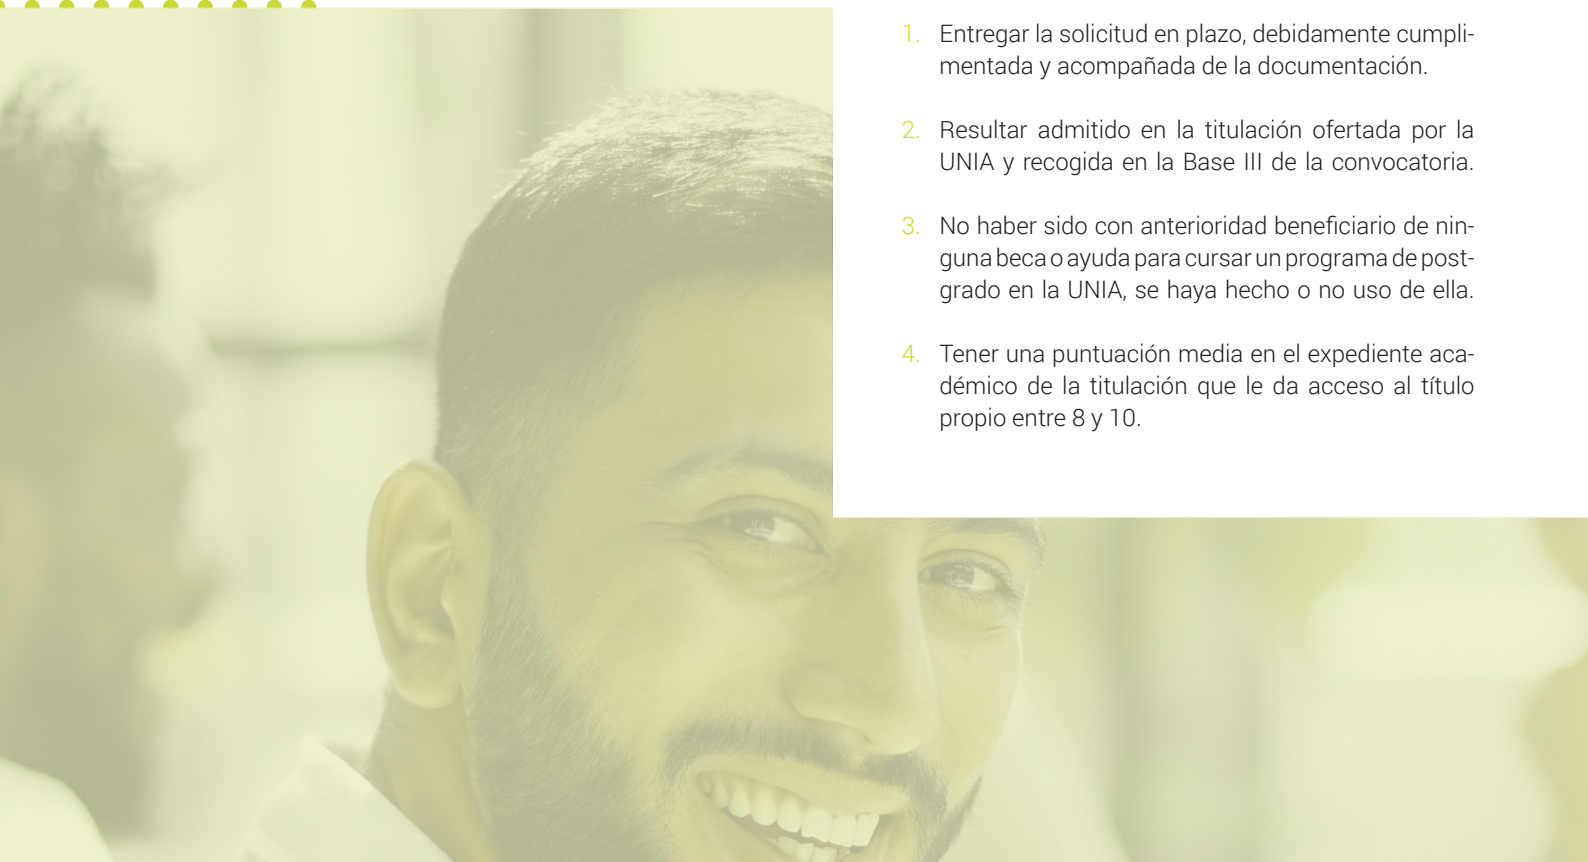 1. Entregar la solicitud en plazo, debidamente cumpli-
mentada y acompañada de la documentación.
2. Resultar admitido en la titulación ofertada por la
UNIA y recogida en la Base III de la convocatoria.
3. No haber sido con anterioridad beneficiario de nin-
guna beca o ayuda para cursar un programa de post-
grado en la UNIA, se haya hecho o no uso de ella.
4. Tener una puntuación media en el expediente aca-
démico de la titulación que le da acceso al título
propio entre 8 y 10.